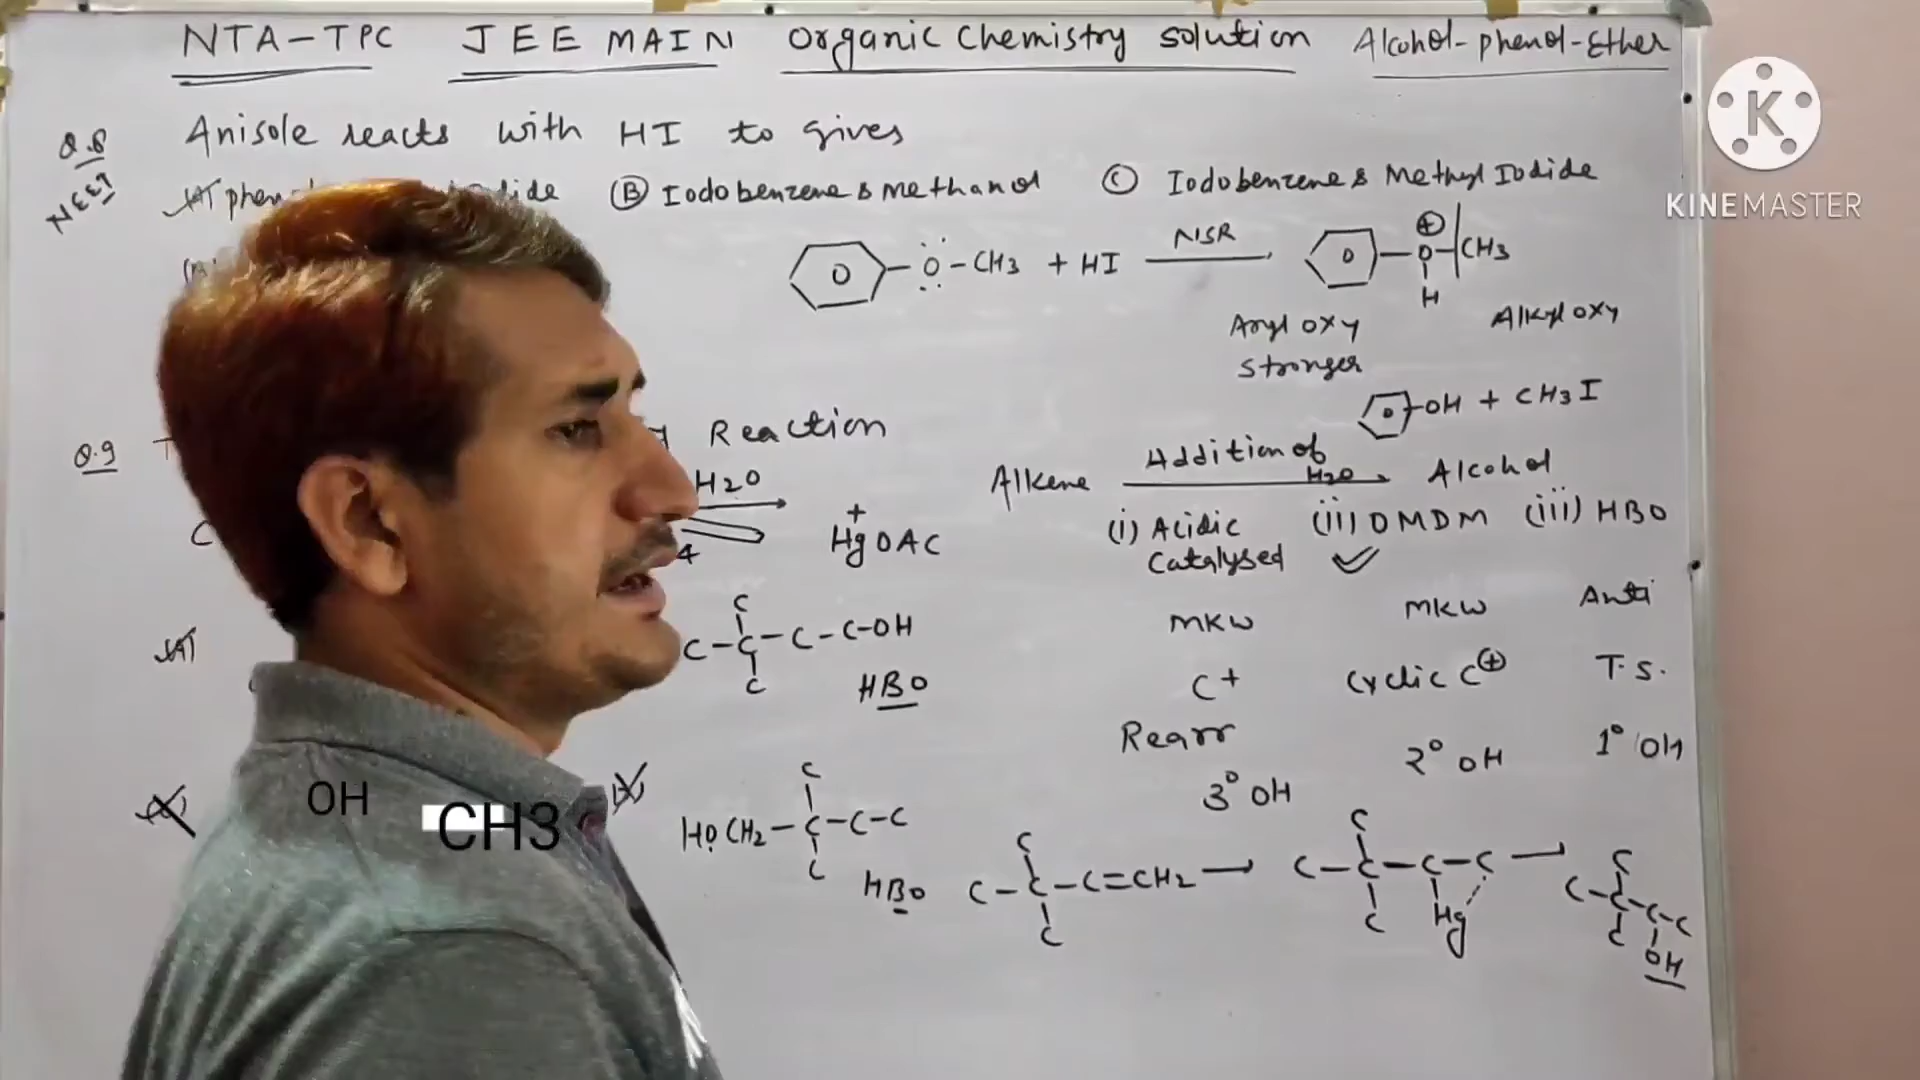 NTA-TPC JEE MAIN Organic Chemistry solution Alcohol-phenol-Ether
K
KINEMASTER
Q.8 Anisole reacts with HI to gives
NEET
(B) Iodobenzene & methanol (C) Iodobenzene & Methyl Iodide
O -O-CH3 + HI NSR O -O-CH3
⊕
H
Aryl oxy Alkyl oxy
stronger
OH + CH3I
Q.9 Reaction
H2O
Alkene Addition of H2O Alcohol
+
HgOAC
4
(i) Acidic Catalysed (ii) OMDM (iii) HBO
MKW MKW Anti
C
C-C-C-C-OH
C
HBO
C+ Cyclic C⊕ T.S.
Rearr
3° OH 2° OH 1° OH
OH CH3
C
HOCH2-C-C-C
C
HBO
C
C-C-C=CH2
C
C
C-C-C-C
C Hg
C
C-C-C-C
C OH